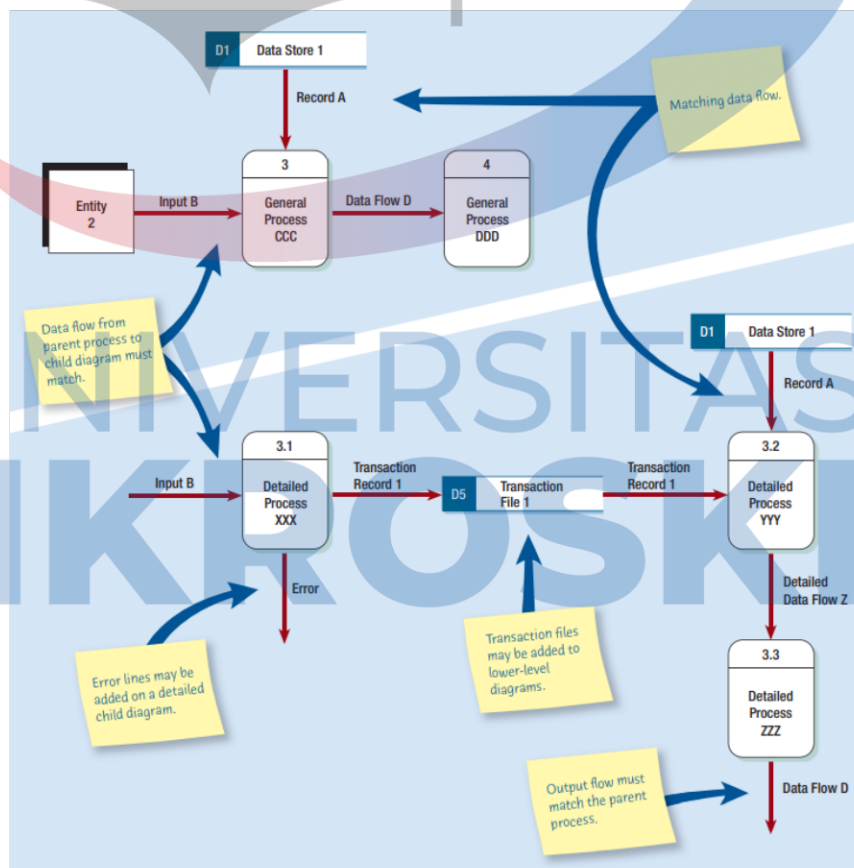 D1 Data Store 1
Record A
Matching data flow.
3
4
Entity
2
Input B
General
Process
CCC
Data Flow D
General
Process
DDD
Data flow from
parent process to
child diagram must
match.
D1 Data Store 1
Record A
NIVERSITAS
IKROSKI
3.1
3.2
Input B
Detailed
Process
XXX
Transaction
Record 1
D5
Transaction
File 1
Transaction
Record 1
Detailed
Process
YYY
Error
Detailed
Data Flow Z
Error lines may be
added on a detailed
child diagram.
Transaction files
may be added to
lower-level
diagrams.
3.3
Detailed
Process
ZZZ
Output flow must
match the parent
process.
Data Flow D